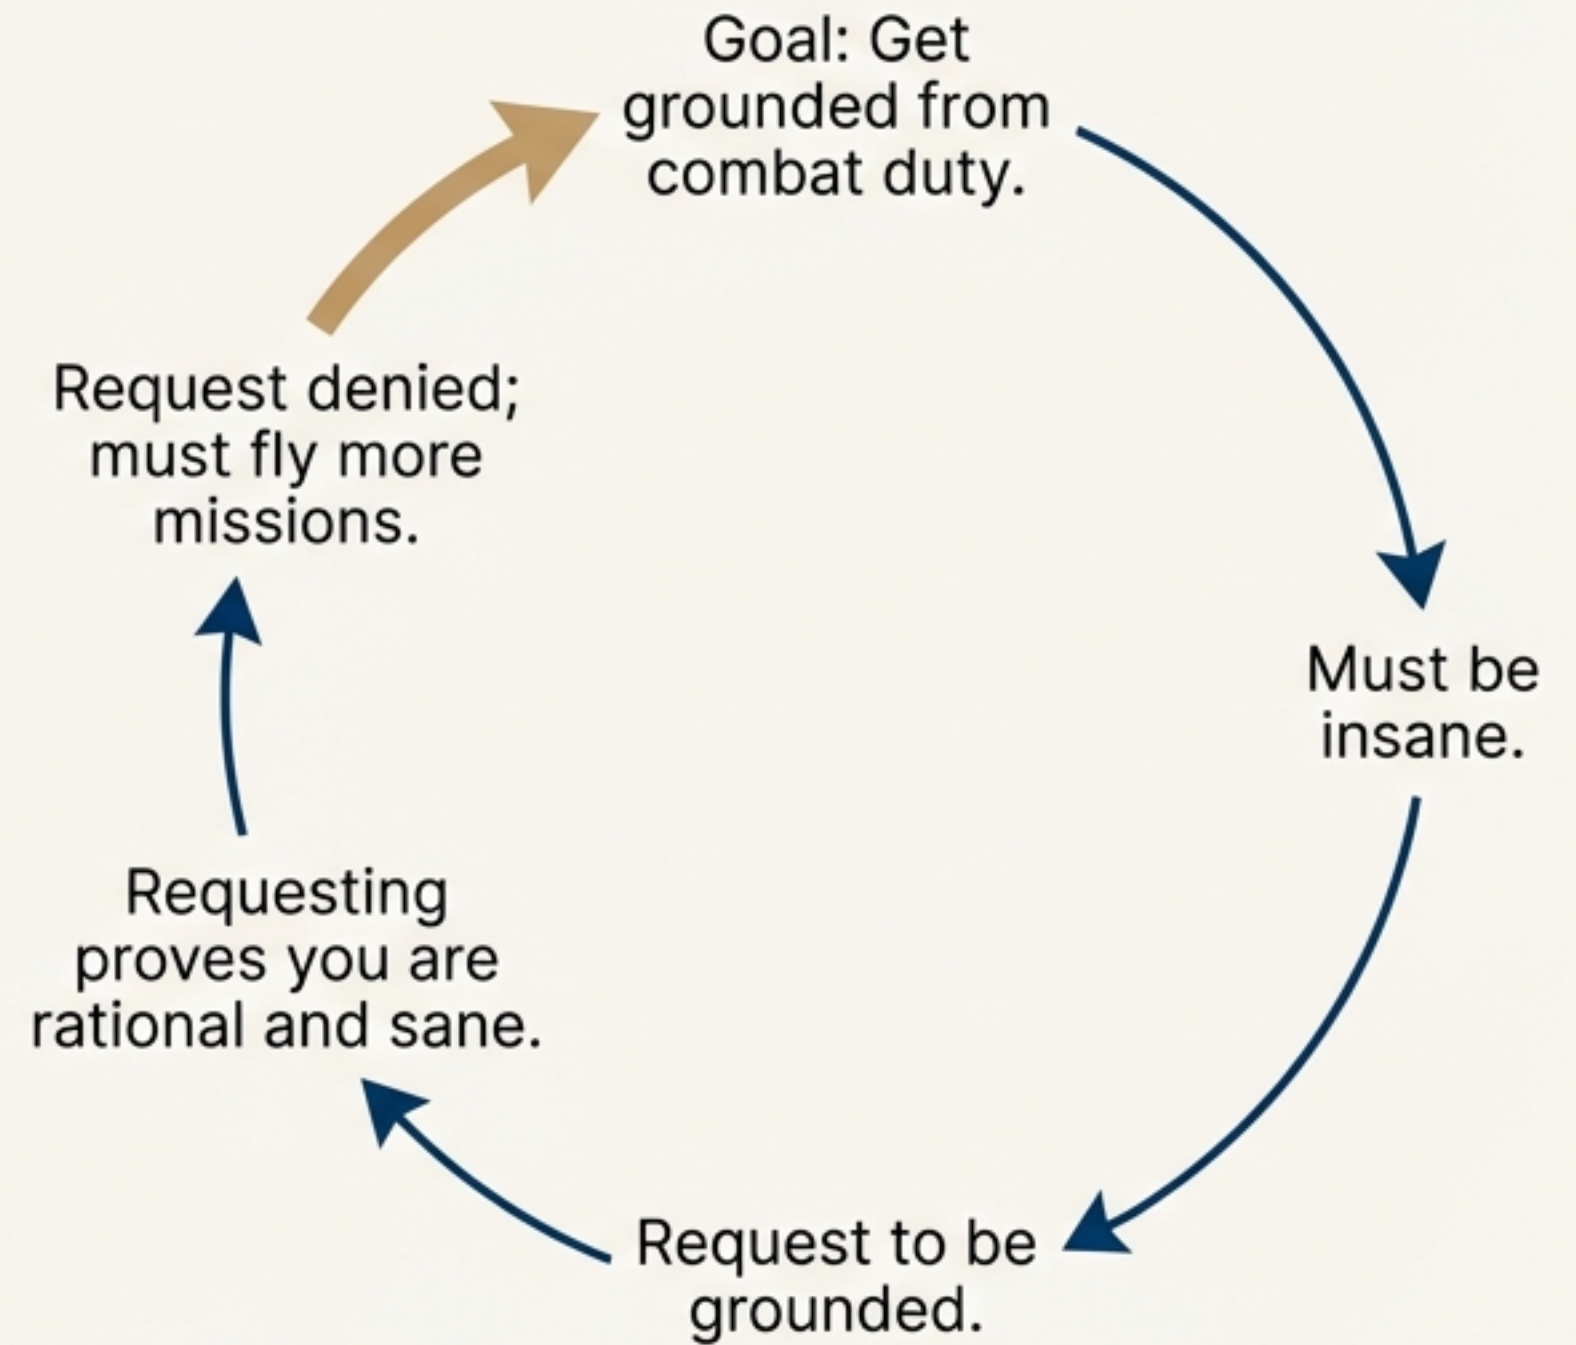 Goal: Get
grounded from
combat duty.
Must be
insane.
Request to be
grounded.
Requesting
proves you are
rational and sane.
Request denied;
must fly more
missions.